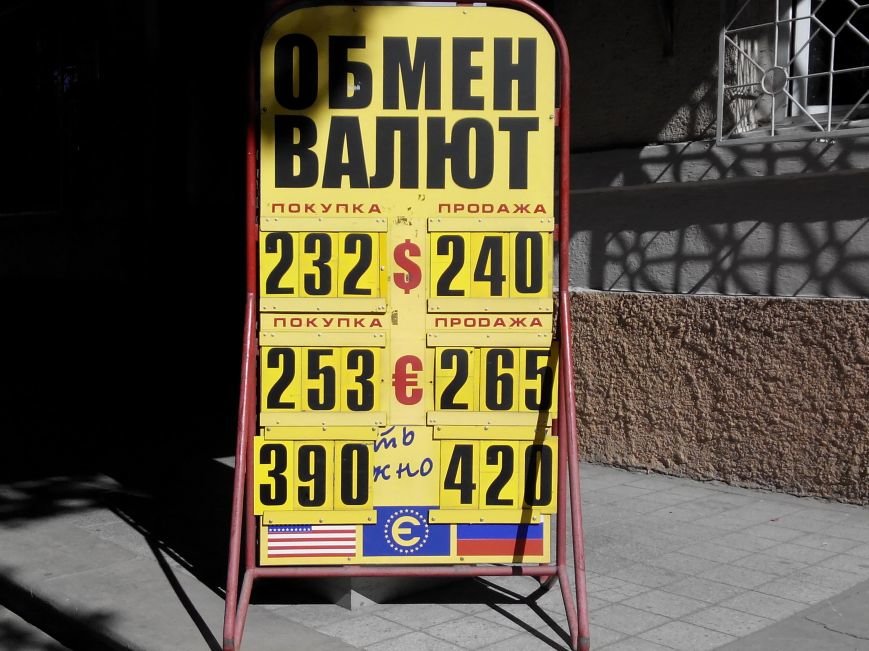 ОБМЕН
ВАЛЮТ
ПОКУПКА ПРОДАЖА
232 $ 240
ПОКУПКА ПРОДАЖА
253 € 265
390 420
€